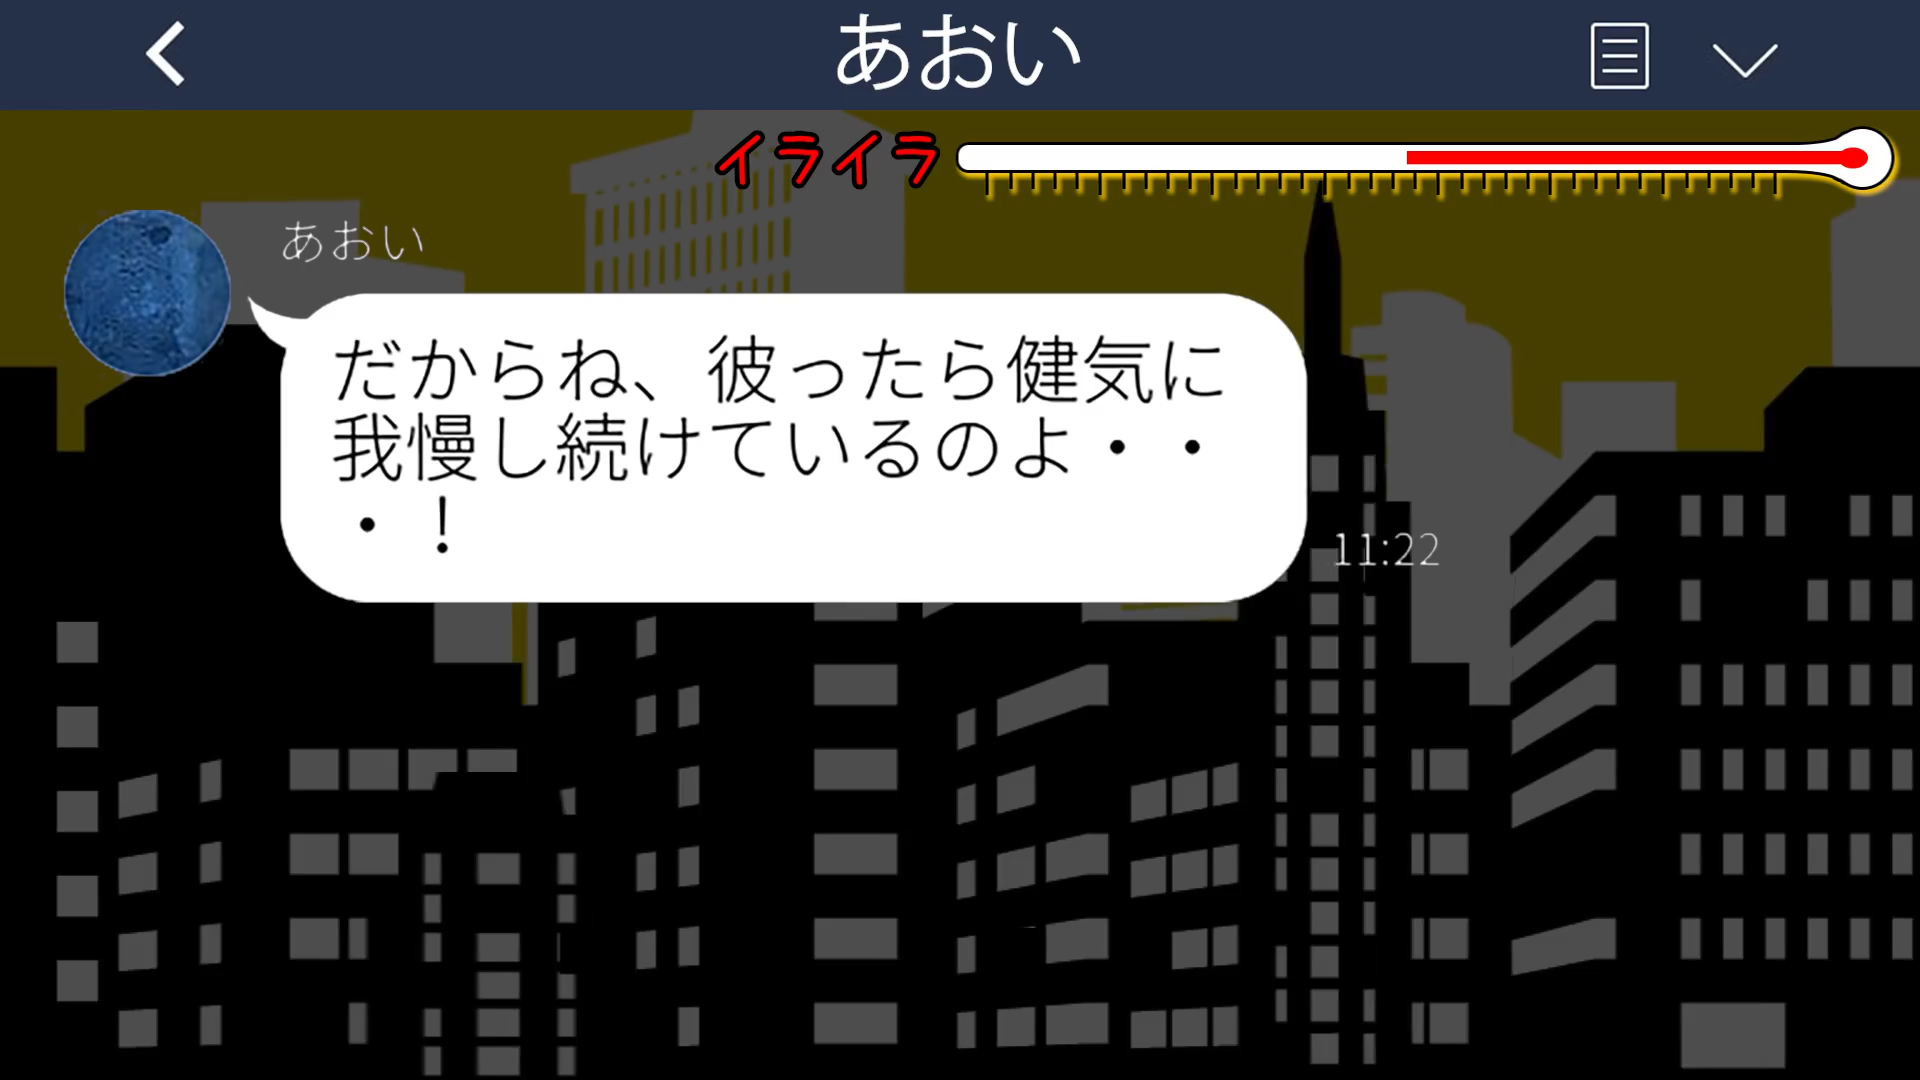 あおい
イライラ
あおい
だからね、彼ったら健気に
我慢し続けているのよ・・
・！
11:22